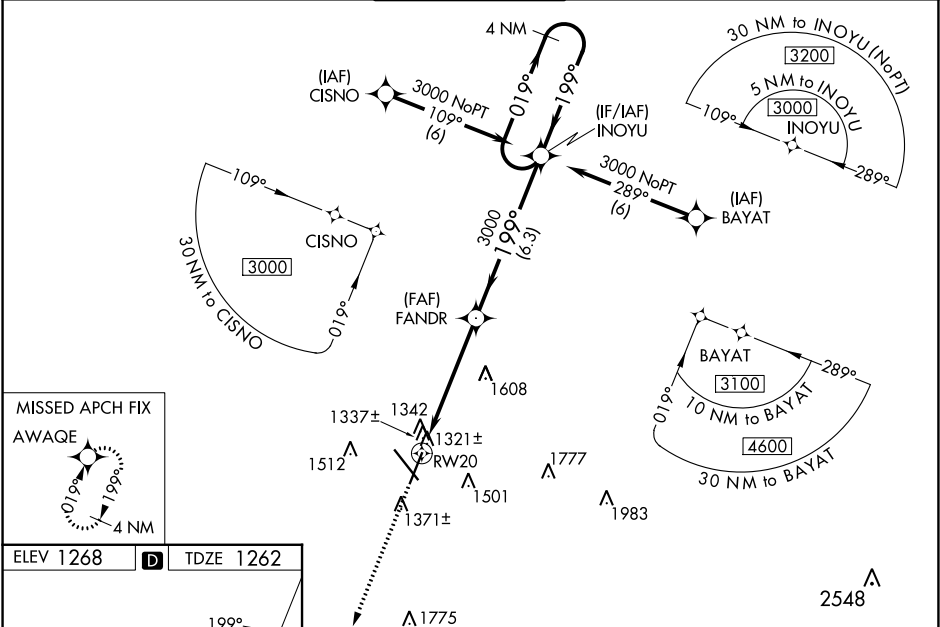 4 NM
019°
199°
(IAF)
CISNO
3000 NoPT
109°
(6)
(IF/IAF)
INOYU
3000 NoPT
289°
(6)
(IAF)
BAYAT
30 NM to INOYU (NoPT)
3200
5 NM to INOYU
3000
INOYU
109°
289°
109°
CISNO
3000
019°
30 NM to CISNO
3000
199°
(6.3)
(FAF)
FANDR
1608
1342
1337±
1321±
RW20
1512
1501
1777
1983
1371±
1775
2548
BAYAT
289°
3100
019°
10 NM to BAYAT
4600
30 NM to BAYAT
MISSED APCH FIX
AWAQE
019°
199°
4 NM
ELEV 1268 D TDZE 1262
199°